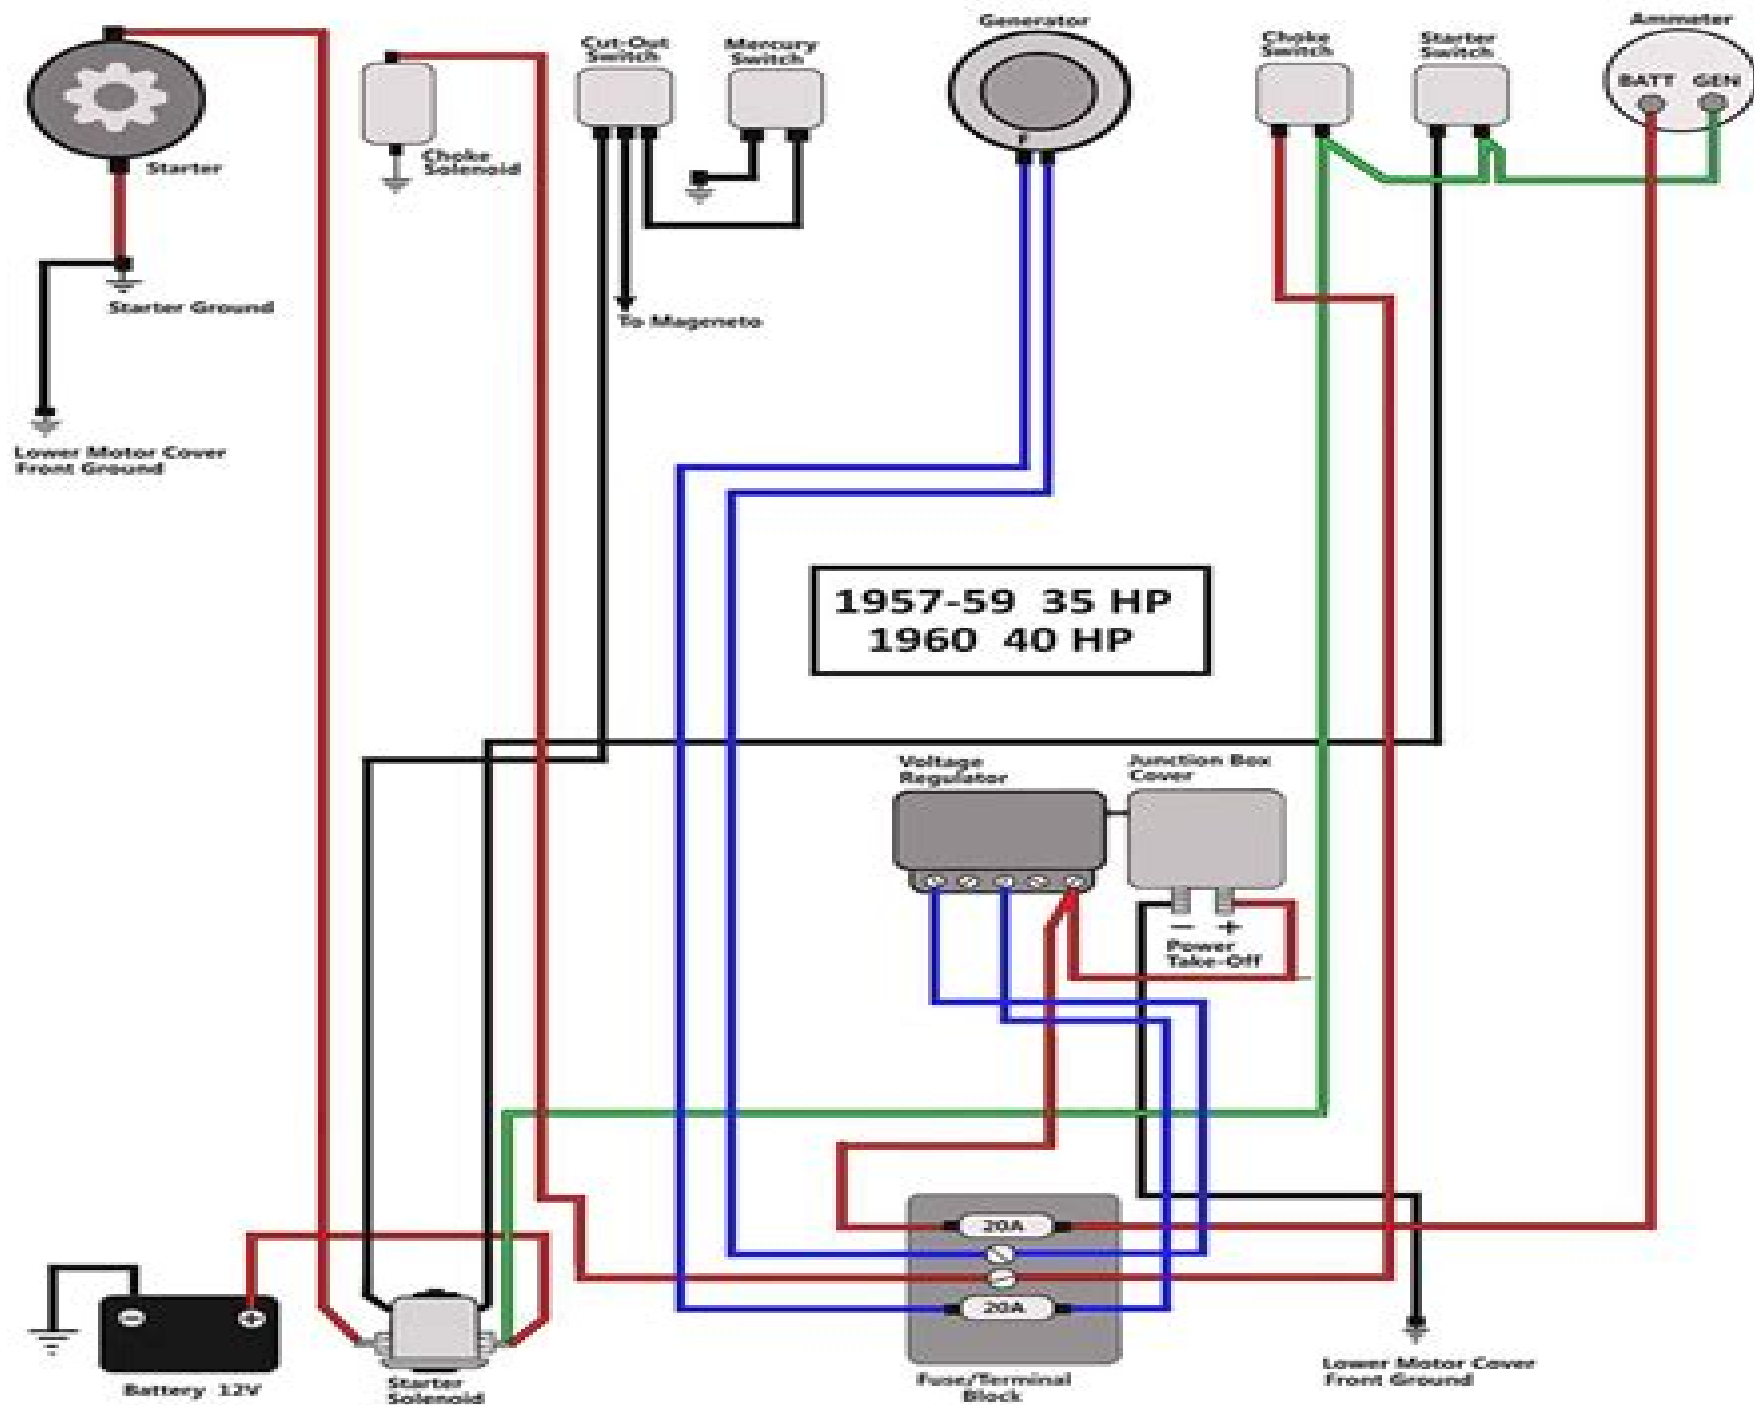 Generator
Ammeter
Cut-Out
Switch
Mercury
Switch
Choke
Switch
Starter
Switch
BATT GEN
F
Choke
Solenoid
Starter
Starter Ground
To Mageneto
Lower Motor Cover
Front Ground
1957-59 35 HP
1960 40 HP
Voltage
Regulator
Junction Box
Cover
− +
Power
Take-Off
20A
20A
− +
Battery 12V
Starter
Solenoid
Fuse/Terminal
Block
Lower Motor Cover
Front Ground